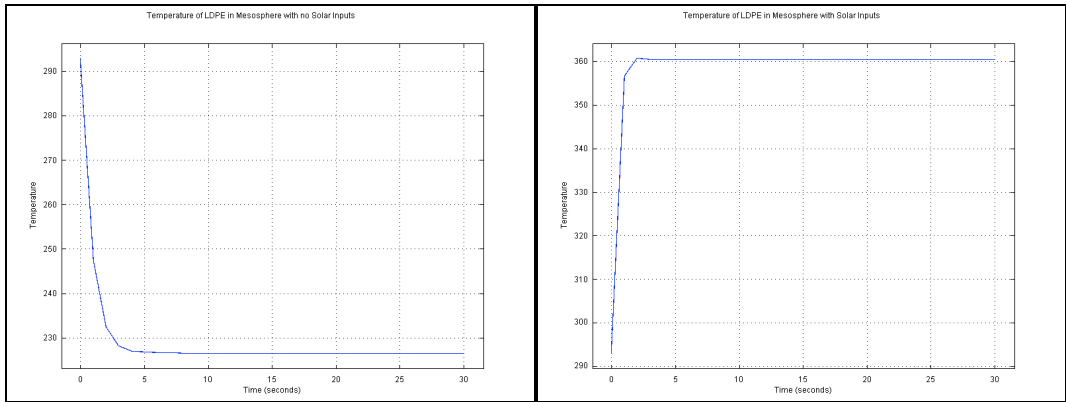 Temperature of LDPE in Mesosphere with no Solar Inputs
Temperature
290
280
270
260
250
240
230
0 5 10 15 20 25 30
Time (seconds)
Temperature of LDPE in Mesosphere with Solar Inputs
Temperature
360
350
340
330
320
310
300
290
0 5 10 15 20 25 30
Time (seconds)